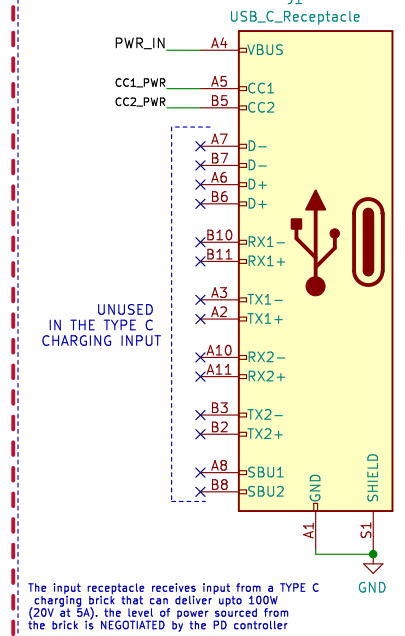 USB_C_Receptacle
PWR_IN A4 VBUS
CC1_PWR A5 CC1
CC2_PWR B5 CC2
A7 D-
B7 D-
A6 D+
B6 D+
B10 RX1-
B11 RX1+
A3 TX1-
A2 TX1+
UNUSED
IN THE TYPE C
CHARGING INPUT
A10 RX2-
A11 RX2+
B3 TX2-
B2 TX2+
A8 SBU1
B8 SBU2
GND
SHIELD
A1
S1
GND
The input receptacle receives input from a TYPE C
charging brick that can deliver upto 100W
(20V at 5A). the level of power sourced from
the brick is NEGOTIATED by the PD controller